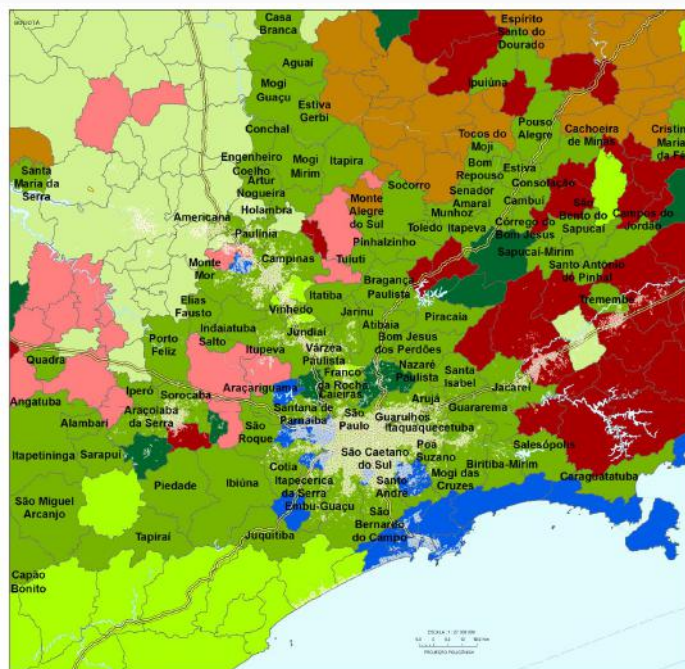 Casa
Branca
Espírito
Santo do
Dourado
Aguaí
Mogi
Guaçu
Estiva
Gerbi
Ipuiúna
Conchal
Pouso
Alegre
Cachoeira
de Minas
Tocos do
Moji
Engenheiro
Coelho
Mogi
Mirim
Itapira
Bom
Repouso
Estiva
Santa
Maria da
Serra
Artur
Nogueira
Socorro
Senador
Amaral
Consolação
Cambuí
Holambra
Monte
Alegre
do Sul
Munhoz
São
Bento do
Sapucaí
Campos do
Jordão
Americana
Toledo
Itapeva
Córrego do
Bom Jesus
Paulínia
Pinhalzinho
Sapucaí-Mirim
Monte
Mor
Campinas
Tuiuti
Santo Antônio
do Pinhal
Bragança
Paulista
Tremembé
Elias
Fausto
Itatiba
Vinhedo
Jarinu
Piracaia
Porto
Feliz
Indaiatuba
Salto
Jundiaí
Atibaia
Bom Jesus
dos Perdões
Quadra
Itupeva
Várzea
Paulista
Franco
da Rocha
Nazaré
Paulista
Santa
Isabel
Jacareí
Angatuba
Iperó
Sorocaba
Araçariguama
Caieiras
Arujá
Guararema
Alambari
Araçoiaba
da Serra
Santana de
Parnaíba
São
Paulo
Guarulhos
Itaquaquecetuba
São
Roque
Itapetininga
Sarapuí
Poá
Suzano
Salesópolis
Cotia
São Caetano
do Sul
Mogi das
Cruzes
Biritiba-Mirim
Caraguatatuba
São Miguel
Arcanjo
Piedade
Ibiúna
Itapecerica
da Serra
Santo
André
Embu-Guaçu
São
Bernardo
do Campo
Tapiraí
Juquitiba
Capão
Bonito